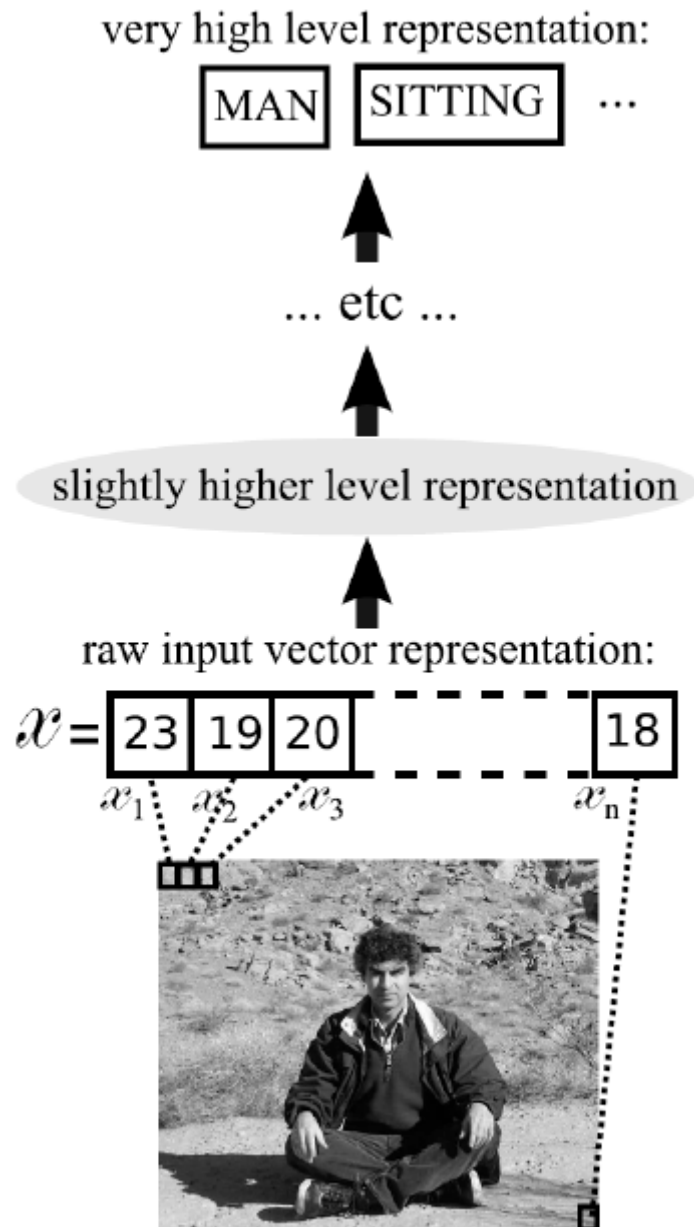 very high level representation:
MAN SITTING ...
... etc ...
slightly higher level representation
raw input vector representation:
x = 23 19 20 18
x1 x2 x3 xn